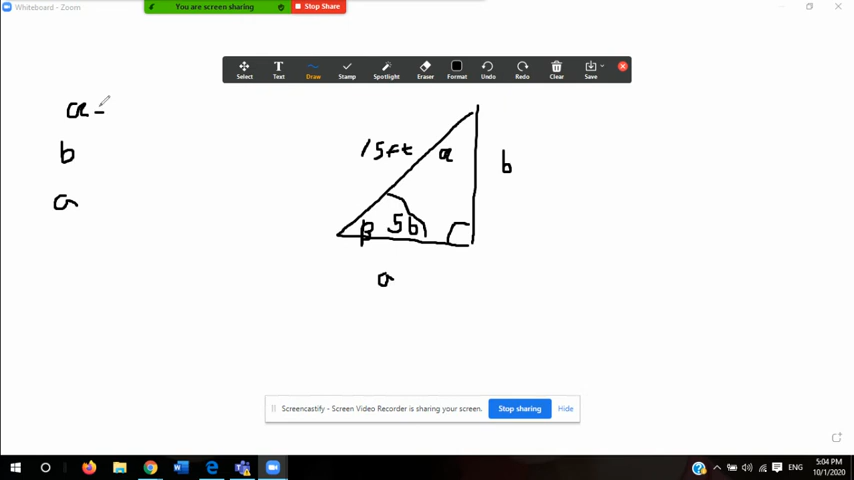 Whiteboard - Zoom
You are screen sharing
Stop Share
Select
Text
Draw
Stamp
Spotlight
Eraser
Format
Undo
Redo
Clear
Save
α =
b
a
15ft
α
b
β
56
a
Screencastify - Screen Video Recorder is sharing your screen.
Stop sharing
Hide
ENG
5:04 PM
10/1/2020